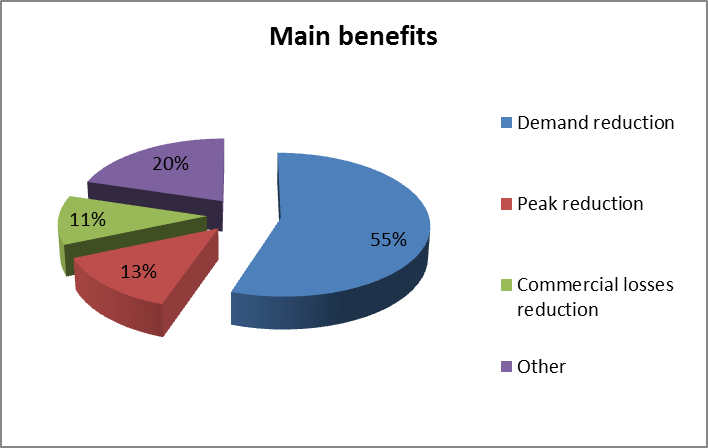 Main benefits
20%
11%
13%
55%
Demand reduction
Peak reduction
Commercial losses
reduction
Other